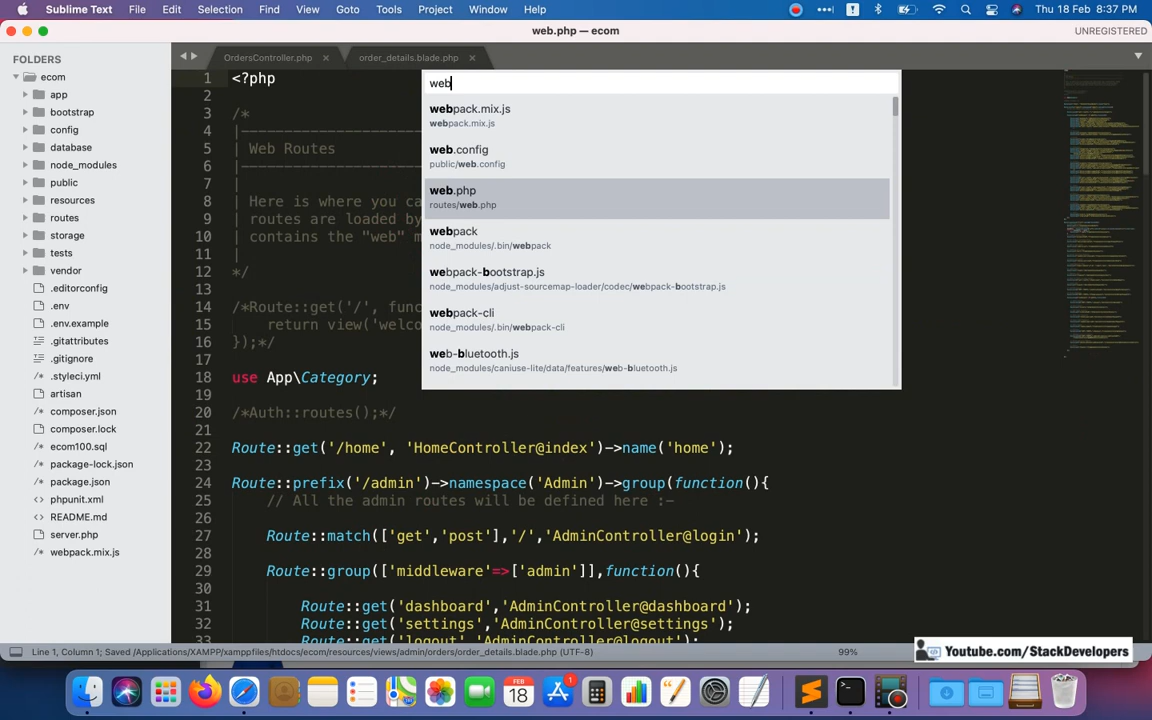 Sublime Text File Edit Selection Find View Goto Tools Project Window Help Thu 18 Feb 8:37 PM
web.php — ecom UNREGISTERED
FOLDERS
ecom
app
bootstrap
config
database
node_modules
public
resources
routes
storage
tests
vendor
.editorconfig
.env
.env.example
.gitattributes
.gitignore
.styleci.yml
artisan
composer.json
composer.lock
ecom100.sql
package-lock.json
package.json
phpunit.xml
README.md
server.php
webpack.mix.js
OrdersController.php order_details.blade.php
web
webpack.mix.js
webpack.mix.js
web.config
public/web.config
web.php
routes/web.php
webpack
node_modules/.bin/webpack
webpack-bootstrap.js
node_modules/adjust-sourcemap-loader/codec/webpack-bootstrap.js
webpack-cli
node_modules/.bin/webpack-cli
web-bluetooth.js
node_modules/caniuse-lite/data/features/web-bluetooth.js
1 <?php
2
3 /*
4 |--------------------
5 | Web Routes
6 |--------------------
7 |
8 | Here is where you ca
9 | routes are loaded by
10 | contains the "web" m
11 |
12 */
13
14 /*Route::get('/', func
15 return view('welco
16 });*/
17
18 use App\Category;
19
20 /*Auth::routes();*/
21
22 Route::get('/home', 'HomeController@index')->name('home');
23
24 Route::prefix('/admin')->namespace('Admin')->group(function(){
25 // All the admin routes will be defined here :-
26
27 Route::match(['get','post'],'/','AdminController@login');
28
29 Route::group(['middleware'=>['admin']],function(){
30
31 Route::get('dashboard','AdminController@dashboard');
32 Route::get('settings','AdminController@settings');
33 Route::get('logout','AdminController@logout');
Line 1, Column 1; Saved /Applications/XAMPP/xamppfiles/htdocs/ecom/resources/views/admin/orders/order_details.blade.php (UTF-8) 99%
Youtube.com/StackDevelopers
FEB
18
1